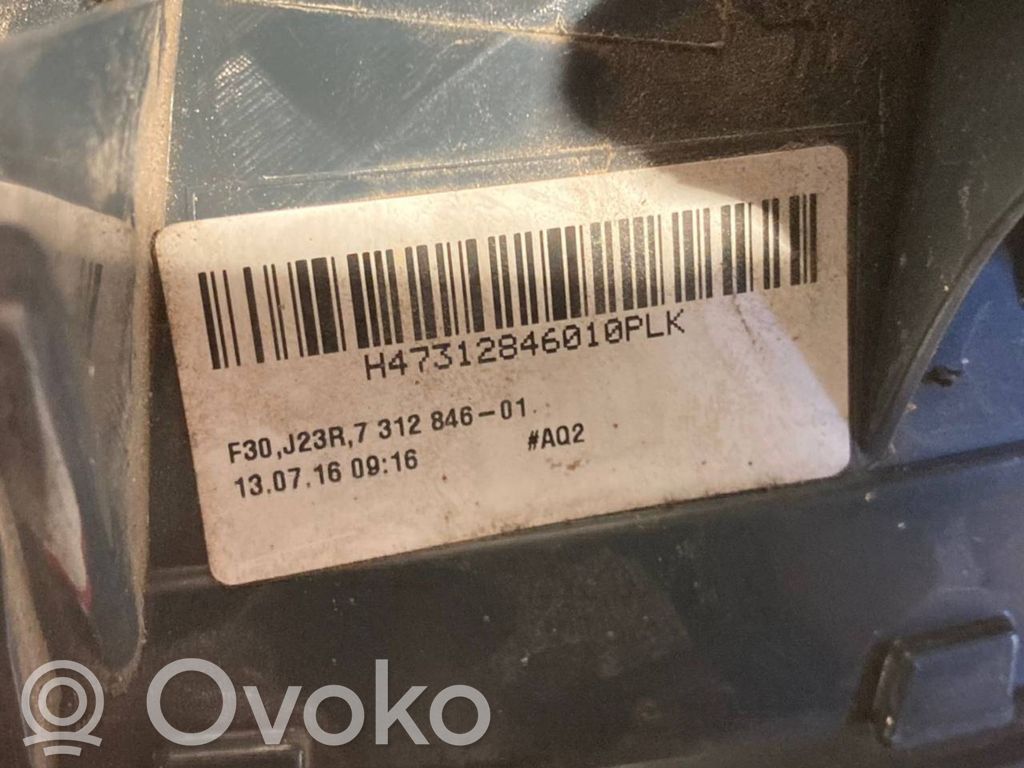 H47312846010PLK
F30,J23R,7 312 846-01
13.07.16 09:16 #AQ2
Ovoko